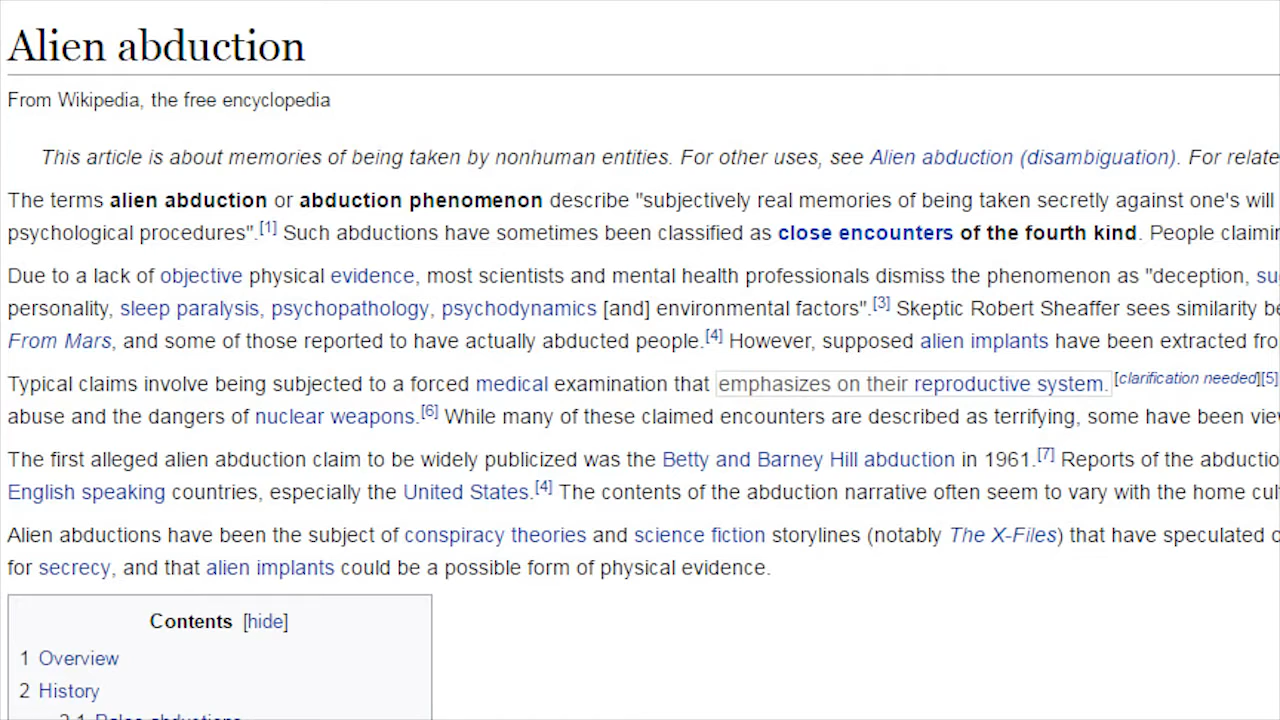 Alien abduction
From Wikipedia, the free encyclopedia
This article is about memories of being taken by nonhuman entities. For other uses, see Alien abduction (disambiguation). For relate
The terms alien abduction or abduction phenomenon describe "subjectively real memories of being taken secretly against one's will
psychological procedures".[1] Such abductions have sometimes been classified as close encounters of the fourth kind. People claimin
Due to a lack of objective physical evidence, most scientists and mental health professionals dismiss the phenomenon as "deception, su
personality, sleep paralysis, psychopathology, psychodynamics [and] environmental factors".[3] Skeptic Robert Sheaffer sees similarity be
From Mars, and some of those reported to have actually abducted people.[4] However, supposed alien implants have been extracted fro
Typical claims involve being subjected to a forced medical examination that emphasizes on their reproductive system.[clarification needed][5]
abuse and the dangers of nuclear weapons.[6] While many of these claimed encounters are described as terrifying, some have been view
The first alleged alien abduction claim to be widely publicized was the Betty and Barney Hill abduction in 1961.[7] Reports of the abductio
English speaking countries, especially the United States.[4] The contents of the abduction narrative often seem to vary with the home cul
Alien abductions have been the subject of conspiracy theories and science fiction storylines (notably The X-Files) that have speculated o
for secrecy, and that alien implants could be a possible form of physical evidence.
Contents [hide]
1 Overview
2 History
2.1 Paleo-abductions